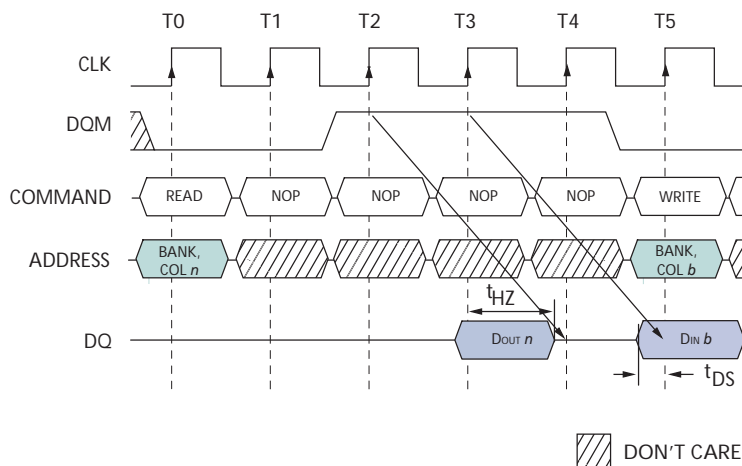 T0 T1 T2 T3 T4 T5
CLK
DQM
COMMAND READ NOP NOP NOP NOP WRITE
ADDRESS BANK, COL n BANK, COL b
tHZ
DQ DOUT n DIN b
tDS
DON'T CARE